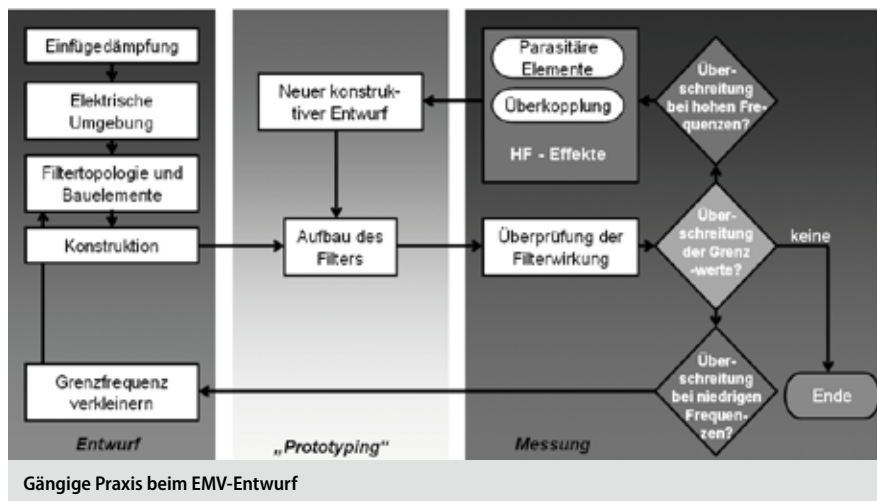 Einfügedämpfung
Elektrische
Umgebung
Filtertopologie und
Bauelemente
Konstruktion
Grenzfrequenz
verkleinern
Entwurf
Neuer konstruk-
tiver Entwurf
Aufbau des
Filters
„Prototyping“
Parasitäre
Elemente
Überkopplung
HF - Effekte
Überprüfung der
Filterwirkung
Messung
Über-
schreitung
bei hohen Fre-
quenzen?
Über-
schreitung
der Grenz
-werte?
keine
Über-
schreitung
bei niedrigen
Frequen-
zen?
Ende
Gängige Praxis beim EMV-Entwurf